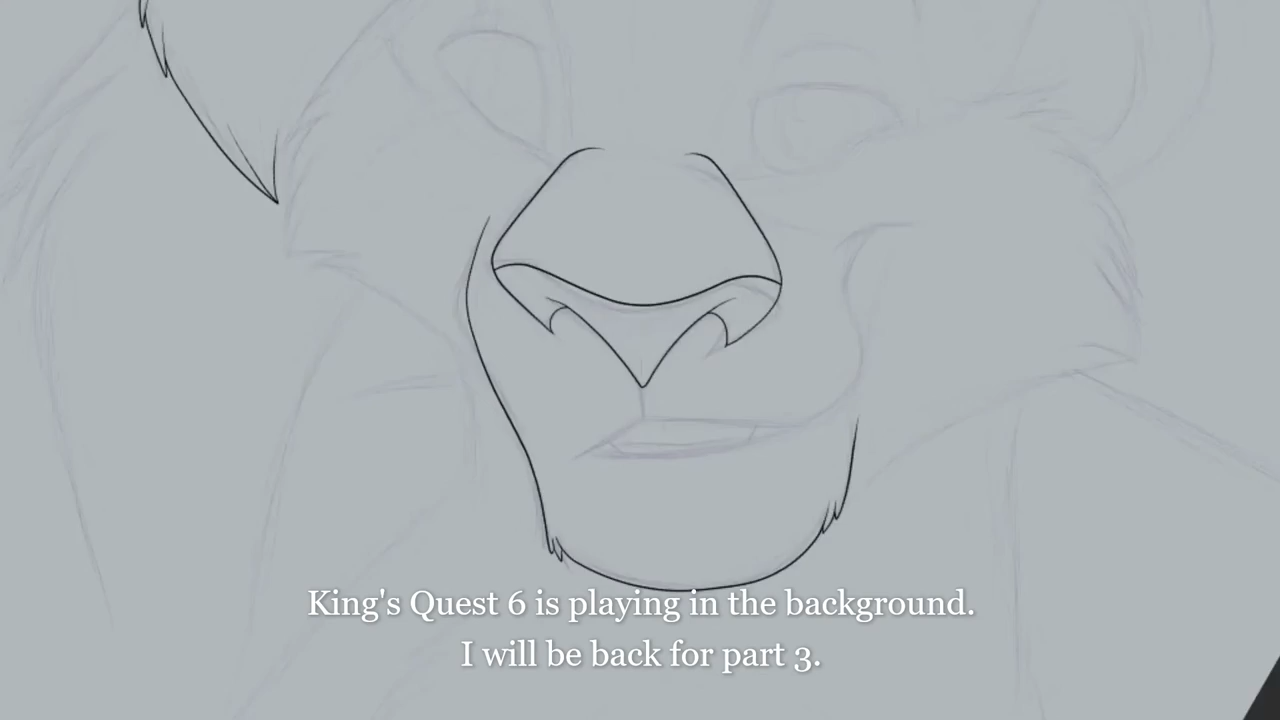 King's Quest 6 is playing in the background.
I will be back for part 3.